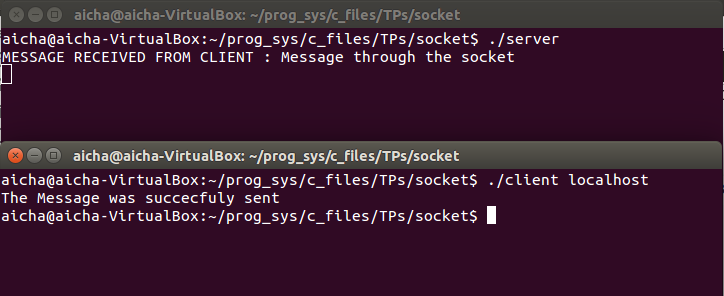 aicha@aicha-VirtualBox: ~/prog_sys/c_files/TPs/socket
aicha@aicha-VirtualBox:~/prog_sys/c_files/TPs/socket$ ./server
MESSAGE RECEIVED FROM CLIENT : Message through the socket
aicha@aicha-VirtualBox: ~/prog_sys/c_files/TPs/socket
aicha@aicha-VirtualBox:~/prog_sys/c_files/TPs/socket$ ./client localhost
The Message was succecfuly sent
aicha@aicha-VirtualBox:~/prog_sys/c_files/TPs/socket$